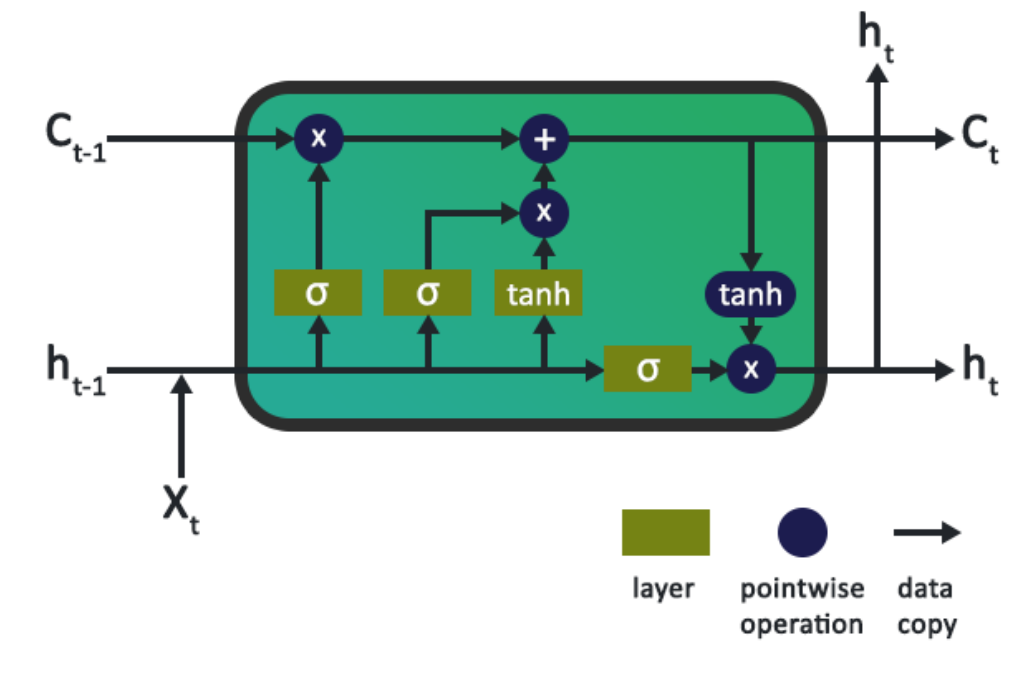 h_t
C_{t-1} x + C_t
x
σ σ tanh tanh
h_{t-1} σ x h_t
X_t
layer pointwise operation data copy